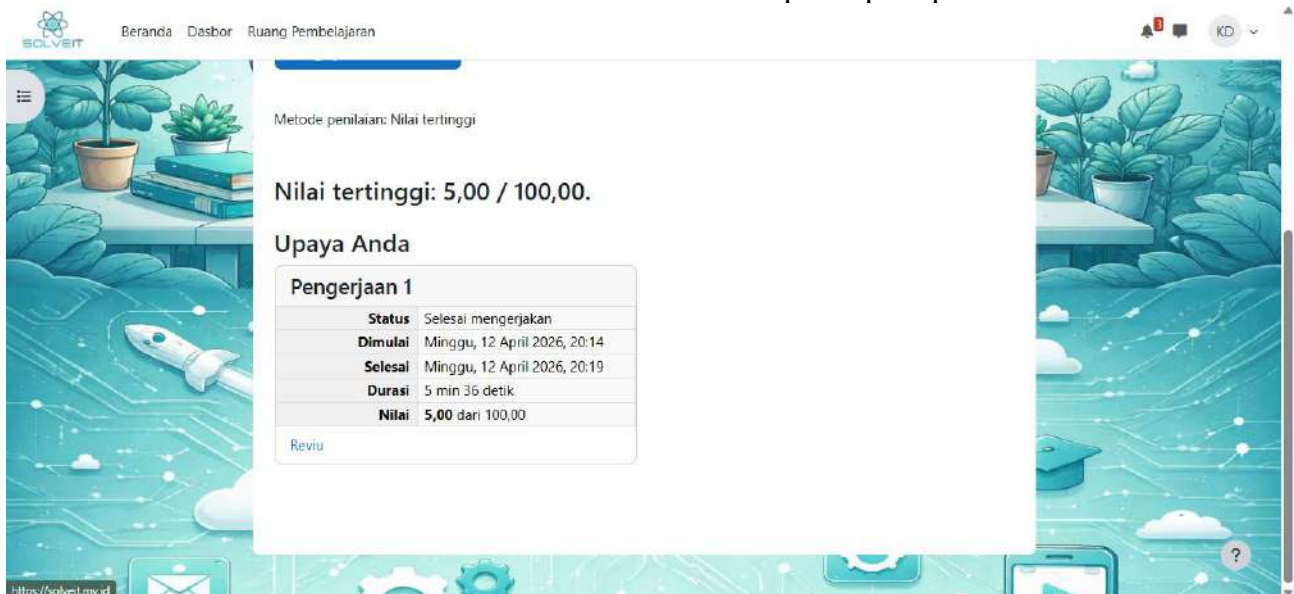 SOLVEIT
Beranda Dasbor Ruang Pembelajaran
KD
Metode penilaian: Nilai tertinggi
Nilai tertinggi: 5,00 / 100,00.
Upaya Anda
Pengerjaan 1
Status Selesai mengerjakan
Dimulai Minggu, 12 April 2026, 20:14
Selesai Minggu, 12 April 2026, 20:19
Durasi 5 min 36 detik
Nilai 5,00 dari 100,00
Reviu
?
https://solveit.my.id